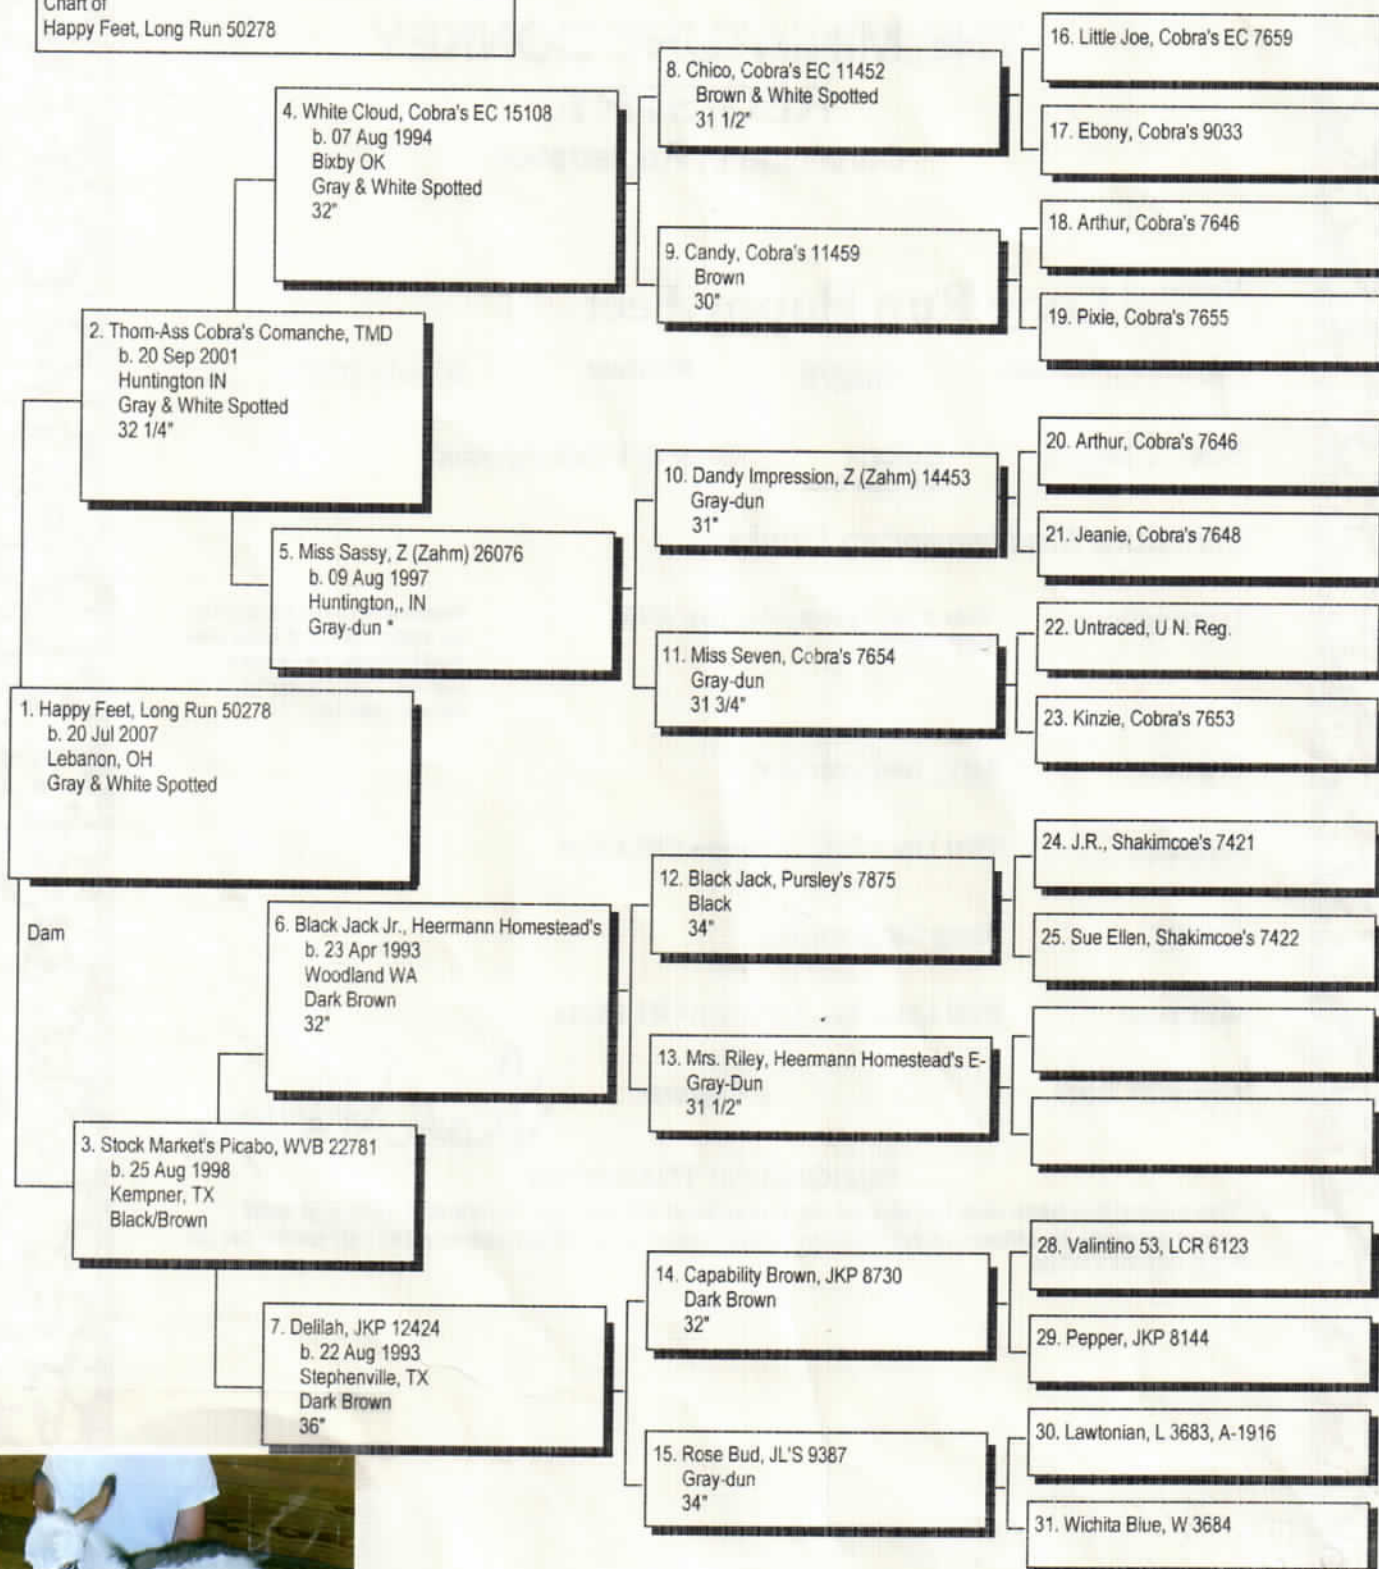 Chart of
Happy Feet, Long Run 50278
1. Happy Feet, Long Run 50278
b. 20 Jul 2007
Lebanon, OH
Gray & White Spotted
Dam
2. Thom-Ass Cobra's Comanche, TMD
b. 20 Sep 2001
Huntington IN
Gray & White Spotted
32 1/4"
3. Stock Market's Picabo, WVB 22781
b. 25 Aug 1998
Kempner, TX
Black/Brown
4. White Cloud, Cobra's EC 15108
b. 07 Aug 1994
Bixby OK
Gray & White Spotted
32"
5. Miss Sassy, Z (Zahm) 26076
b. 09 Aug 1997
Huntington,, IN
Gray-dun "
6. Black Jack Jr., Heermann Homestead's
b. 23 Apr 1993
Woodland WA
Dark Brown
32"
7. Delilah, JKP 12424
b. 22 Aug 1993
Stephenville, TX
Dark Brown
36"
8. Chico, Cobra's EC 11452
Brown & White Spotted
31 1/2"
9. Candy, Cobra's 11459
Brown
30"
10. Dandy Impression, Z (Zahm) 14453
Gray-dun
31"
11. Miss Seven, Cobra's 7654
Gray-dun
31 3/4"
12. Black Jack, Pursley's 7875
Black
34"
13. Mrs. Riley, Heermann Homestead's E-
Gray-Dun
31 1/2"
14. Capability Brown, JKP 8730
Dark Brown
32"
15. Rose Bud, JL'S 9387
Gray-dun
34"
16. Little Joe, Cobra's EC 7659
17. Ebony, Cobra's 9033
18. Arthur, Cobra's 7646
19. Pixie, Cobra's 7655
20. Arthur, Cobra's 7646
21. Jeanie, Cobra's 7648
22. Untraced, U N. Reg.
23. Kinzie, Cobra's 7653
24. J.R., Shakimcoe's 7421
25. Sue Ellen, Shakimcoe's 7422
28. Valintino 53, LCR 6123
29. Pepper, JKP 8144
30. Lawtonian, L 3683, A-1916
31. Wichita Blue, W 3684